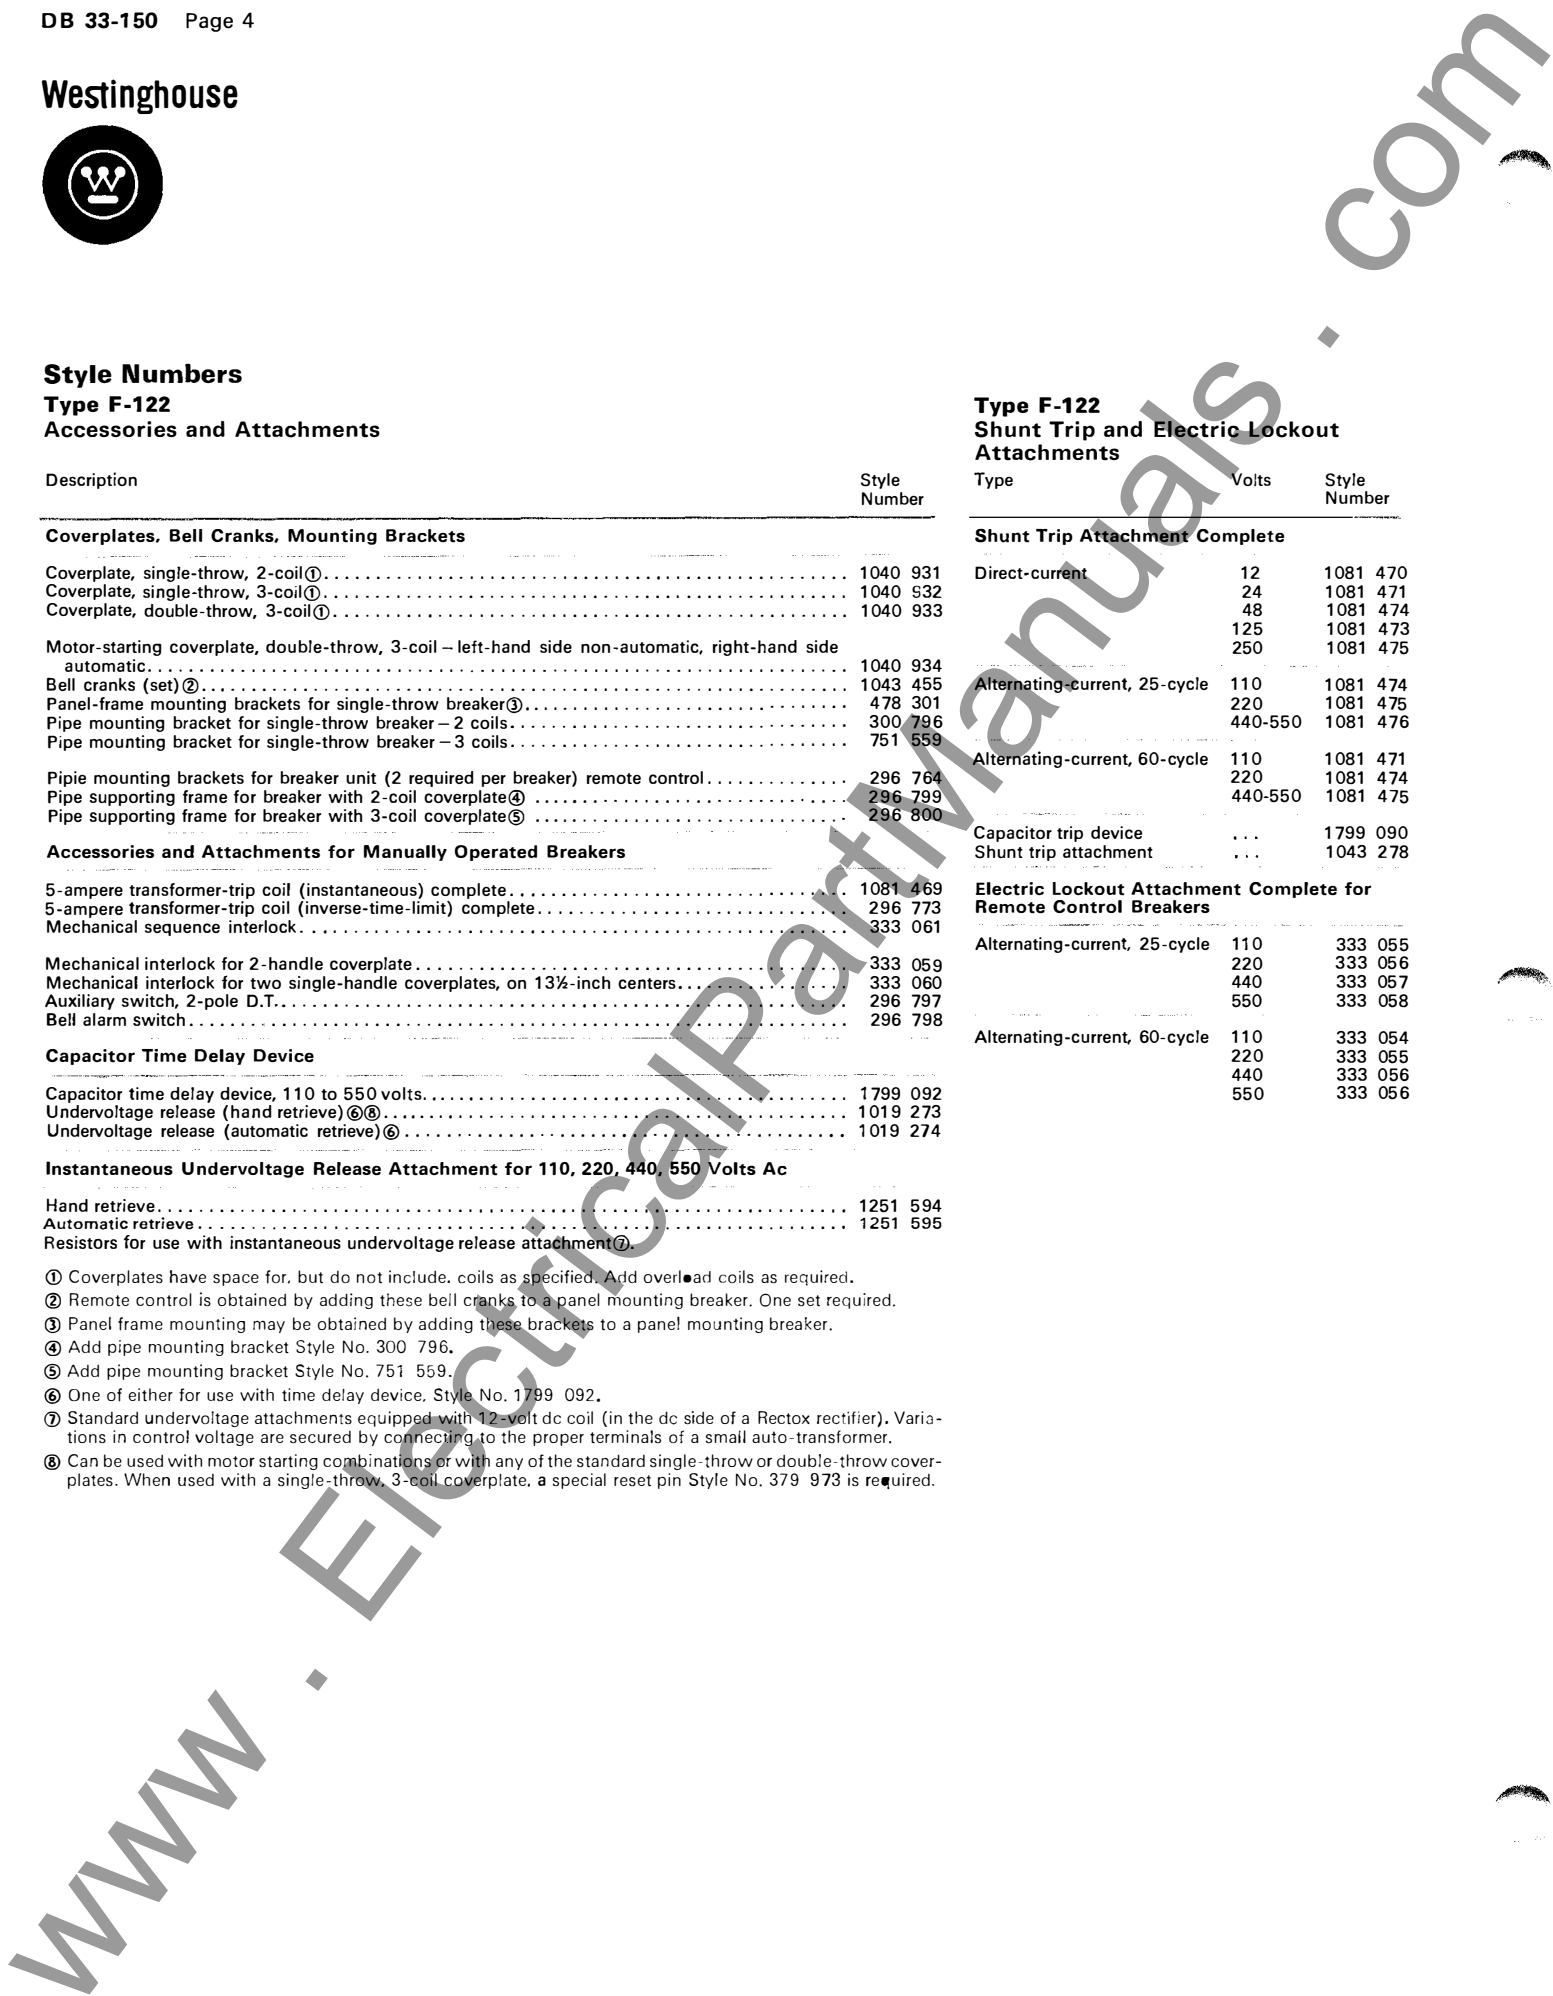 DB 33-150 Page 4
Westinghouse
W
Style Numbers
Type F-122
Accessories and Attachments
Description Style
Number
Coverplates, Bell Cranks, Mounting Brackets
Coverplate, single-throw, 2-coil① 1040 931
Coverplate, single-throw, 3-coil① 1040 932
Coverplate, double-throw, 3-coil① 1040 933
Motor-starting coverplate, double-throw, 3-coil – left-hand side non-automatic, right-hand side
automatic 1040 934
Bell cranks (set)② 1043 455
Panel-frame mounting brackets for single-throw breaker③ 478 301
Pipe mounting bracket for single-throw breaker – 2 coils 300 796
Pipe mounting bracket for single-throw breaker – 3 coils 751 559
Pipie mounting brackets for breaker unit (2 required per breaker) remote control 296 764
Pipe supporting frame for breaker with 2-coil coverplate④ 296 799
Pipe supporting frame for breaker with 3-coil coverplate⑤ 296 800
Accessories and Attachments for Manually Operated Breakers
5-ampere transformer-trip coil (instantaneous) complete 1081 469
5-ampere transformer-trip coil (inverse-time-limit) complete 296 773
Mechanical sequence interlock 333 061
Mechanical interlock for 2-handle coverplate 333 059
Mechanical interlock for two single-handle coverplates, on 13½-inch centers 333 060
Auxiliary switch, 2-pole D.T. 296 797
Bell alarm switch 296 798
Capacitor Time Delay Device
Capacitor time delay device, 110 to 550 volts 1799 092
Undervoltage release (hand retrieve)⑥⑧ 1019 273
Undervoltage release (automatic retrieve)⑥ 1019 274
Instantaneous Undervoltage Release Attachment for 110, 220, 440, 550 Volts Ac
Hand retrieve 1251 594
Automatic retrieve 1251 595
Resistors for use with instantaneous undervoltage release attachment⑦.
① Coverplates have space for, but do not include, coils as specified. Add overload coils as required.
② Remote control is obtained by adding these bell cranks to a panel mounting breaker. One set required.
③ Panel frame mounting may be obtained by adding these brackets to a panel mounting breaker.
④ Add pipe mounting bracket Style No. 300 796.
⑤ Add pipe mounting bracket Style No. 751 559.
⑥ One of either for use with time delay device, Style No. 1799 092.
⑦ Standard undervoltage attachments equipped with 12-volt dc coil (in the dc side of a Rectox rectifier). Varia-
tions in control voltage are secured by connecting to the proper terminals of a small auto-transformer.
⑧ Can be used with motor starting combinations or with any of the standard single-throw or double-throw cover-
plates. When used with a single-throw, 3-coil coverplate, a special reset pin Style No. 379 973 is required.
Type F-122
Shunt Trip and Electric Lockout
Attachments
Type Volts Style
Number
Shunt Trip Attachment Complete
Direct-current 12 1081 470
24 1081 471
48 1081 474
125 1081 473
250 1081 475
Alternating-current, 25-cycle 110 1081 474
220 1081 475
440-550 1081 476
Alternating-current, 60-cycle 110 1081 471
220 1081 474
440-550 1081 475
Capacitor trip device ... 1799 090
Shunt trip attachment ... 1043 278
Electric Lockout Attachment Complete for
Remote Control Breakers
Alternating-current, 25-cycle 110 333 055
220 333 056
440 333 057
550 333 058
Alternating-current, 60-cycle 110 333 054
220 333 055
440 333 056
550 333 056
www . ElectricalPartManuals . com